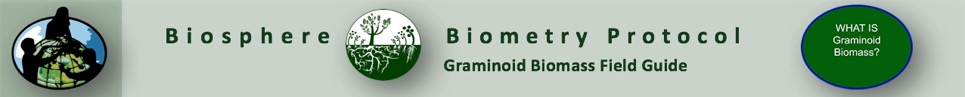 Biosphere Biometry Protocol
Graminoid Biomass Field Guide
WHAT IS
Graminoid
Biomass?